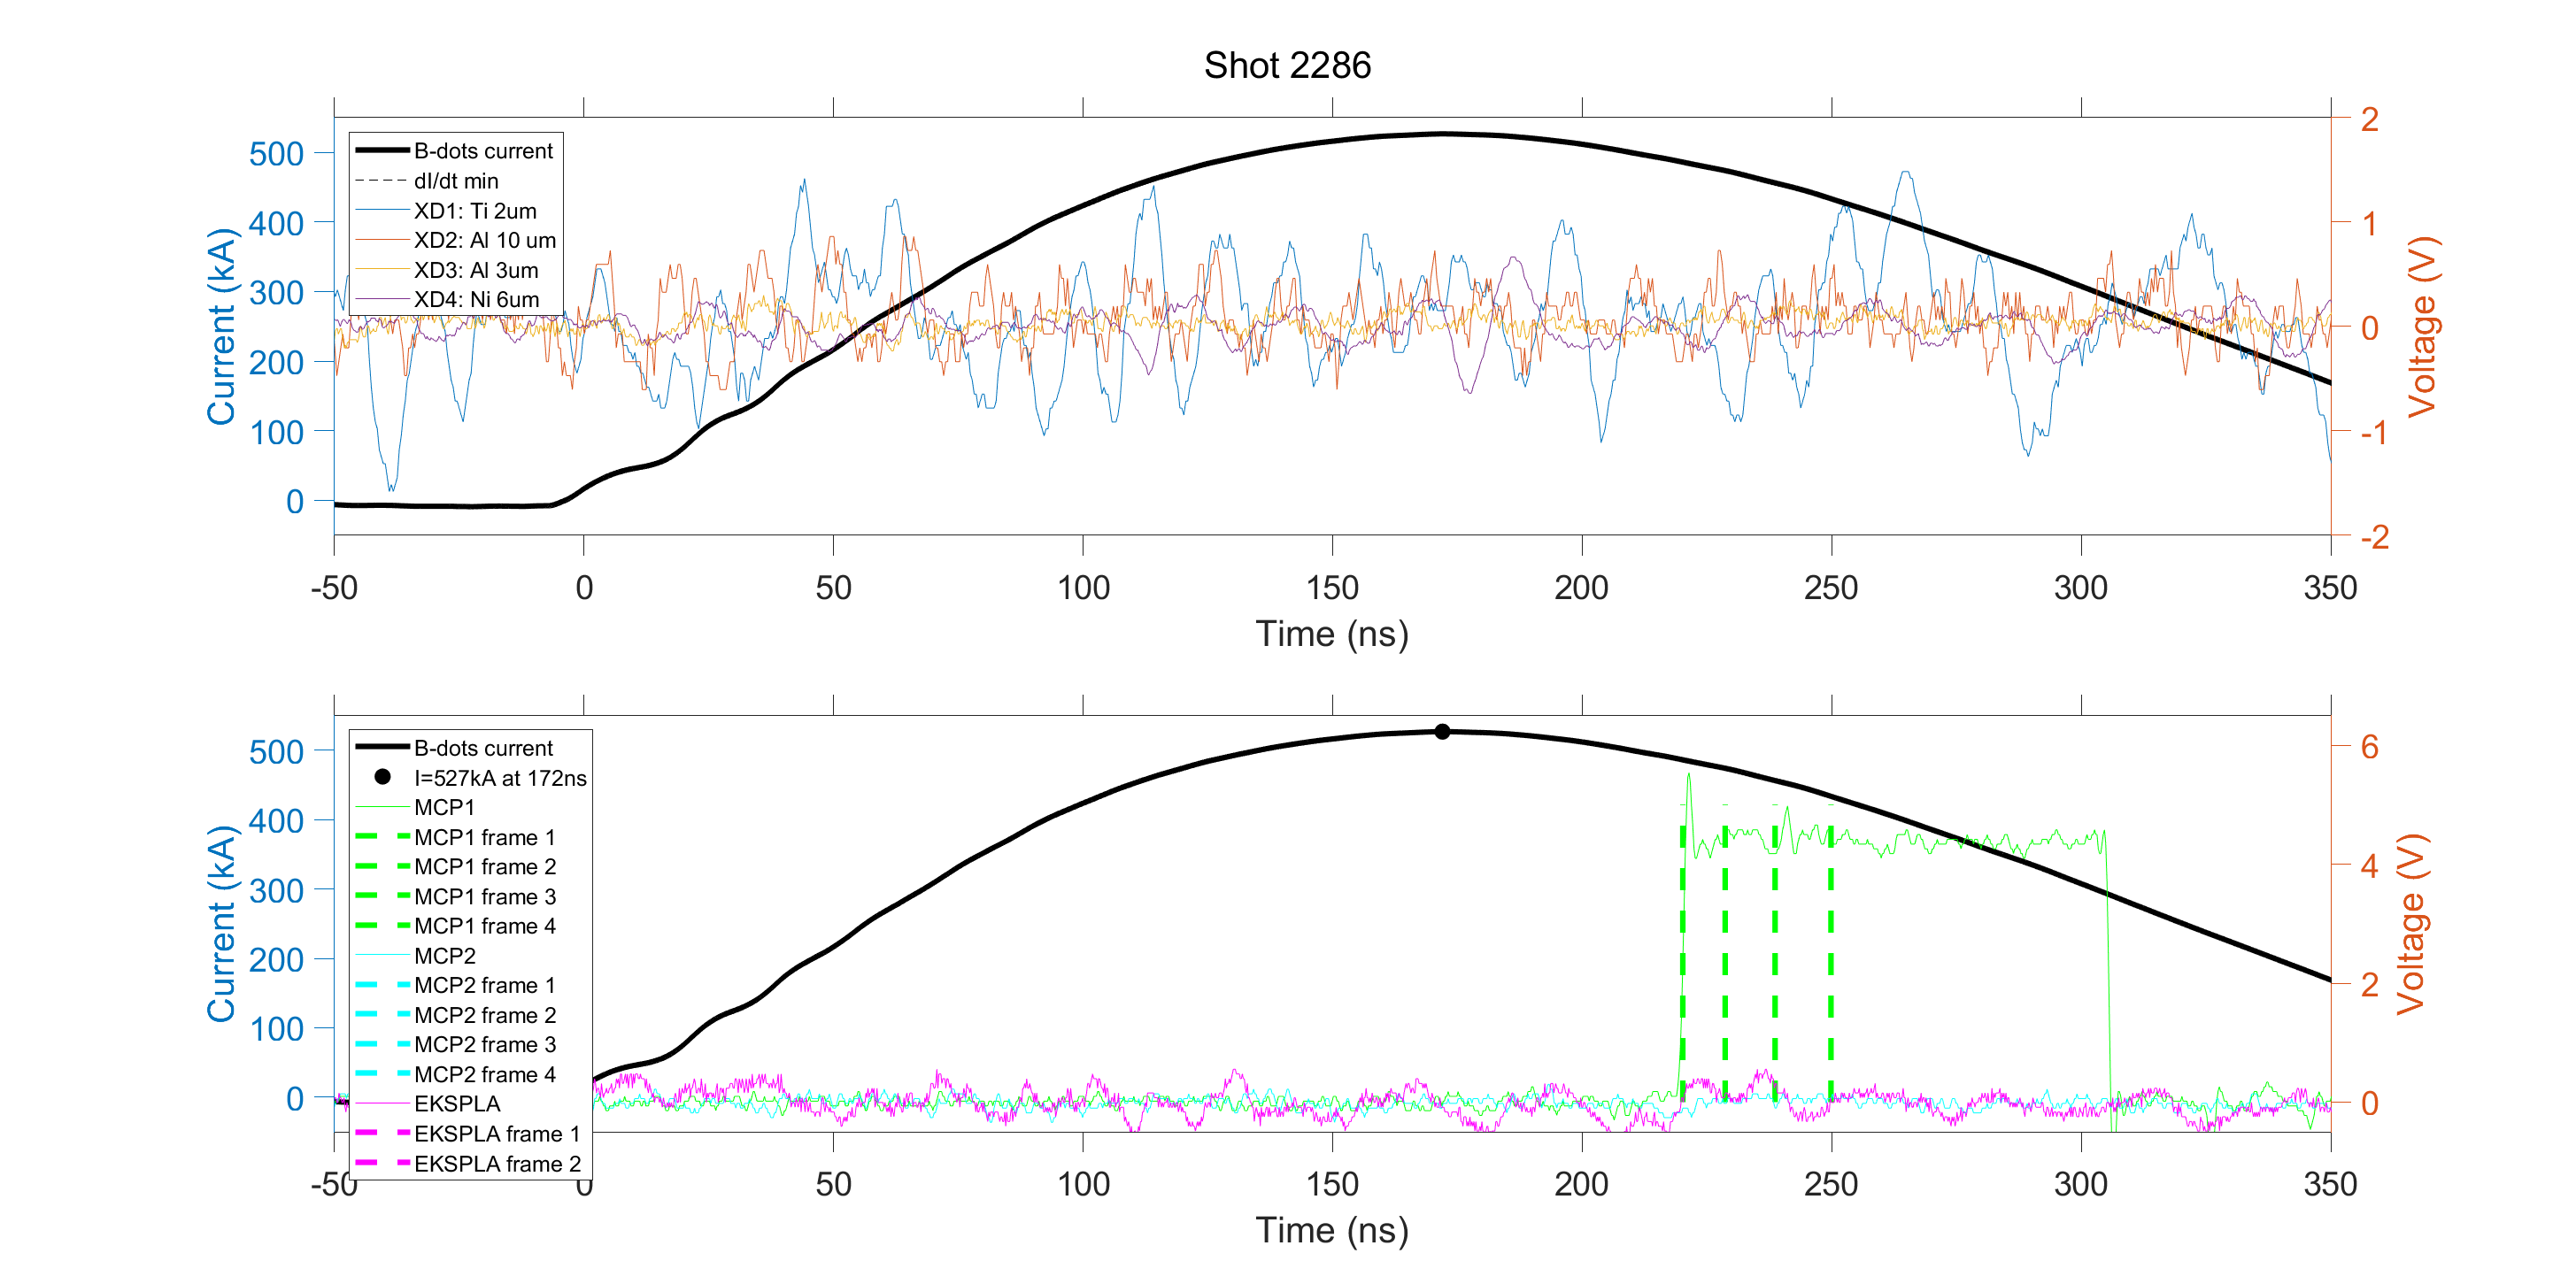 Shot 2286
B-dots current
dI/dt min
XD1: Ti 2um
XD2: Al 10 um
XD3: Al 3um
XD4: Ni 6um
500
400
300
200
100
0
Current (kA)
2
1
0
-1
-2
Voltage (V)
-50 0 50 100 150 200 250 300 350
Time (ns)
B-dots current
I=527kA at 172ns
MCP1
MCP1 frame 1
MCP1 frame 2
MCP1 frame 3
MCP1 frame 4
MCP2
MCP2 frame 1
MCP2 frame 2
MCP2 frame 3
MCP2 frame 4
EKSPLA
EKSPLA frame 1
EKSPLA frame 2
500
400
300
200
100
0
Current (kA)
6
4
2
0
Voltage (V)
-50 0 50 100 150 200 250 300 350
Time (ns)